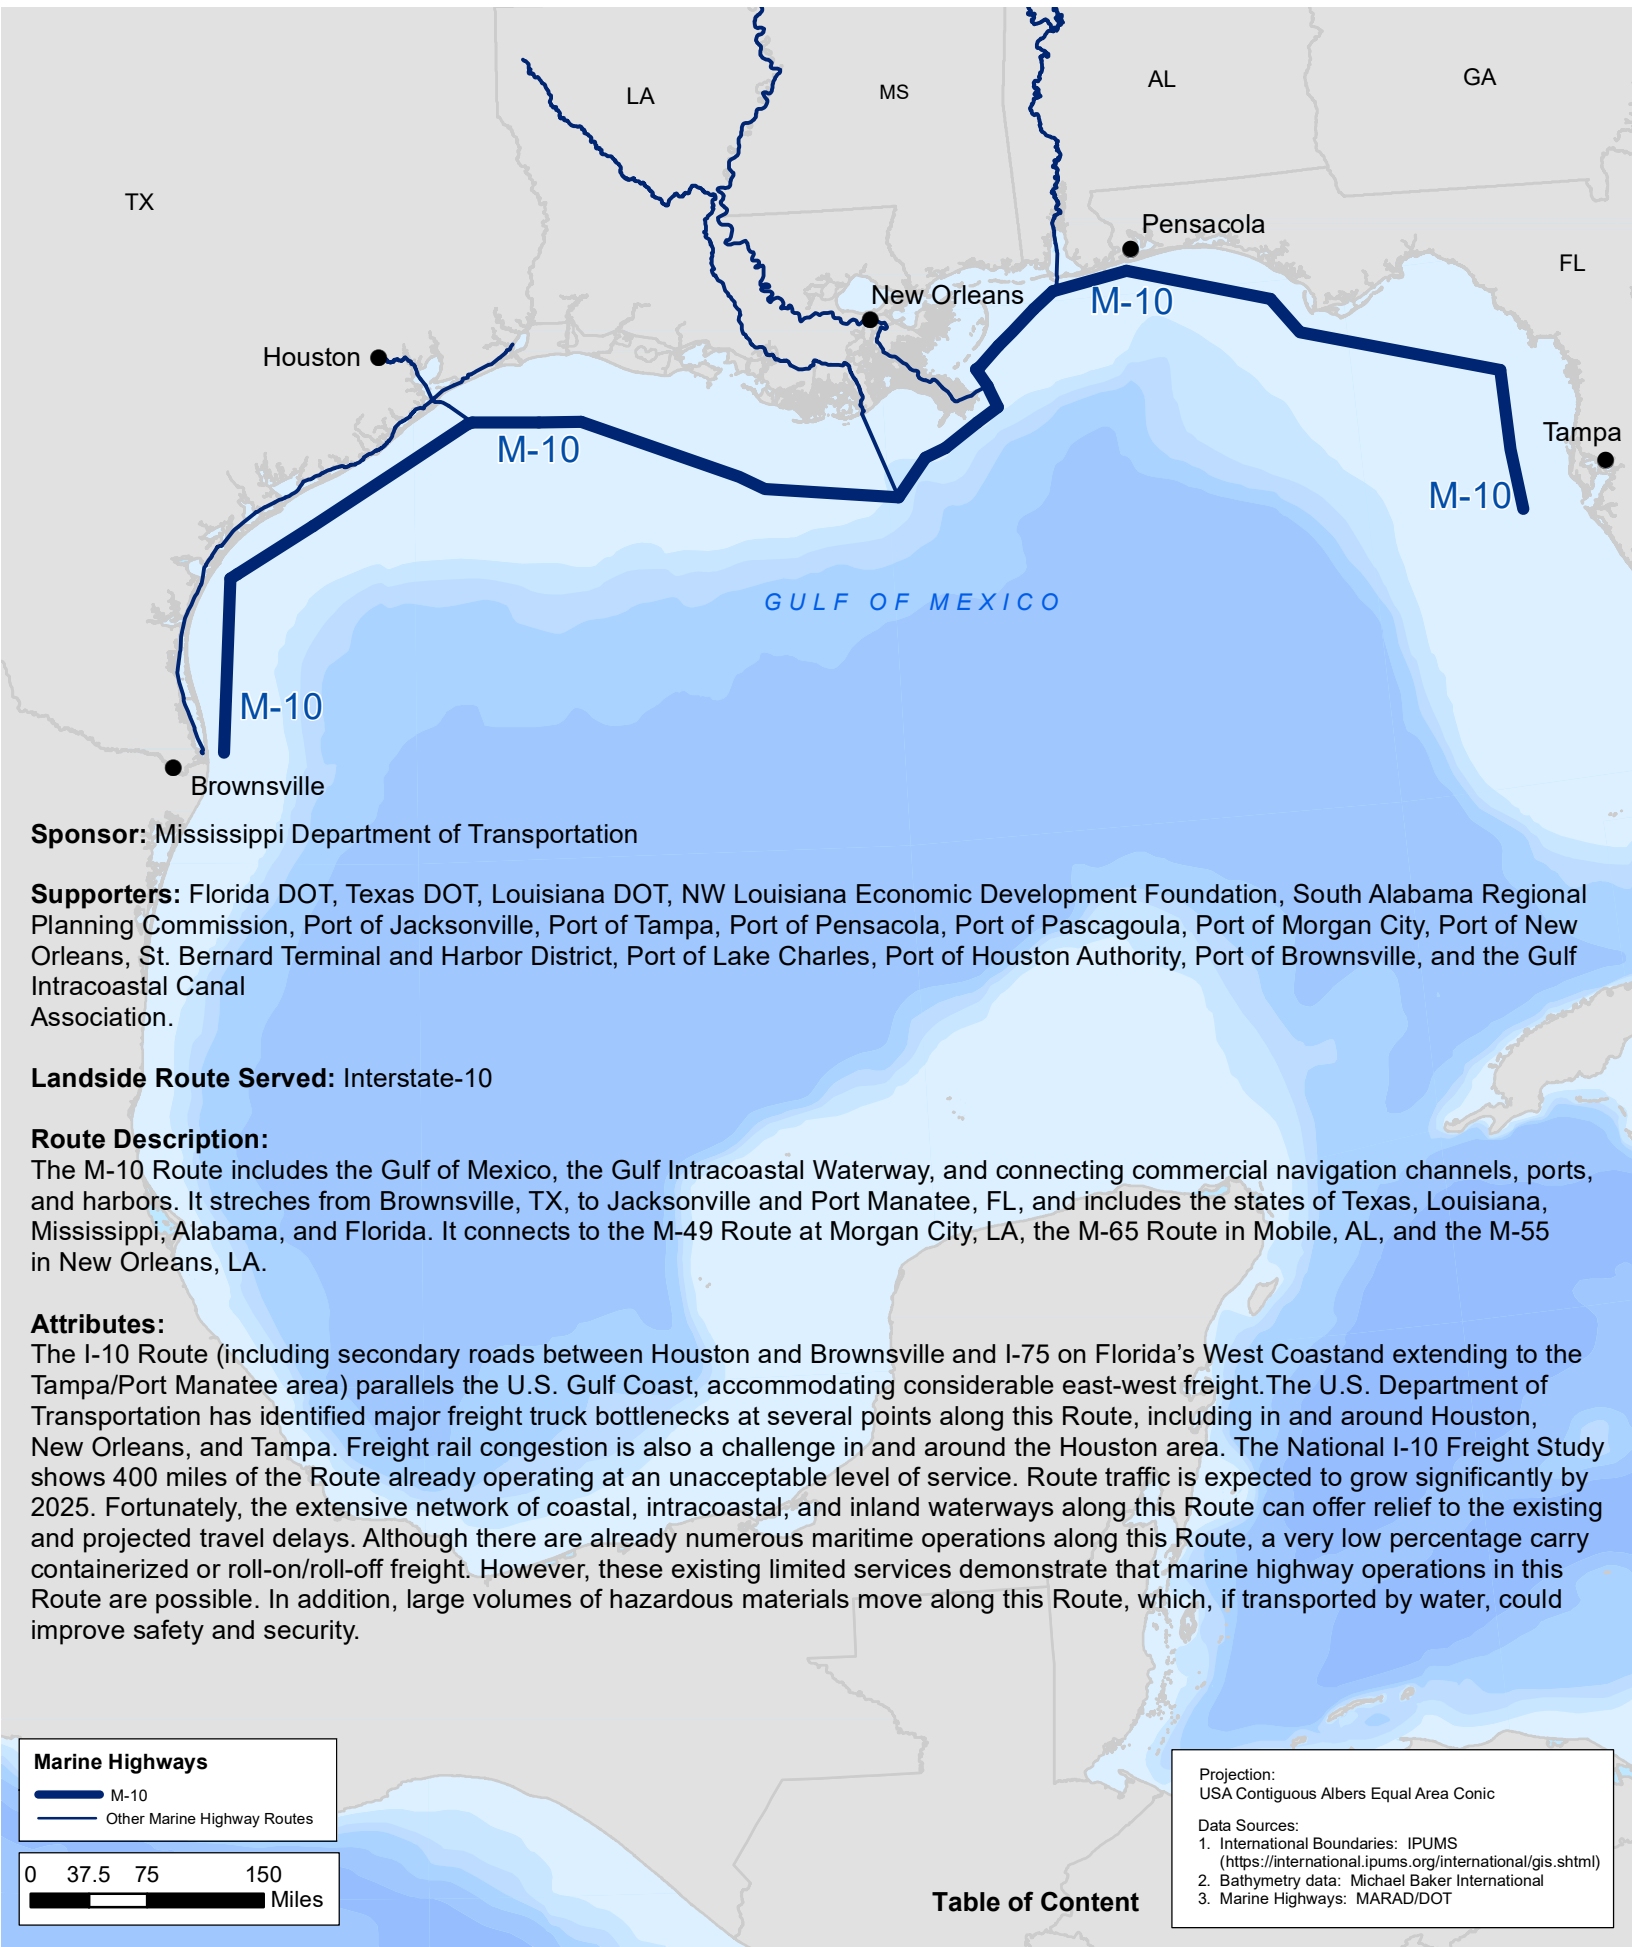 LA
MS
AL
GA
TX
Pensacola
FL
New Orleans
M-10
Houston
Tampa
M-10
M-10
GULF OF MEXICO
M-10
Brownsville
Sponsor: Mississippi Department of Transportation
Supporters: Florida DOT, Texas DOT, Louisiana DOT, NW Louisiana Economic Development Foundation, South Alabama Regional
Planning Commission, Port of Jacksonville, Port of Tampa, Port of Pensacola, Port of Pascagoula, Port of Morgan City, Port of New
Orleans, St. Bernard Terminal and Harbor District, Port of Lake Charles, Port of Houston Authority, Port of Brownsville, and the Gulf
Intracoastal Canal
Association.
Landside Route Served: Interstate-10
Route Description:
The M-10 Route includes the Gulf of Mexico, the Gulf Intracoastal Waterway, and connecting commercial navigation channels, ports,
and harbors. It streches from Brownsville, TX, to Jacksonville and Port Manatee, FL, and includes the states of Texas, Louisiana,
Mississippi, Alabama, and Florida. It connects to the M-49 Route at Morgan City, LA, the M-65 Route in Mobile, AL, and the M-55
in New Orleans, LA.
Attributes:
The I-10 Route (including secondary roads between Houston and Brownsville and I-75 on Florida’s West Coastand extending to the
Tampa/Port Manatee area) parallels the U.S. Gulf Coast, accommodating considerable east-west freight.The U.S. Department of
Transportation has identified major freight truck bottlenecks at several points along this Route, including in and around Houston,
New Orleans, and Tampa. Freight rail congestion is also a challenge in and around the Houston area. The National I-10 Freight Study
shows 400 miles of the Route already operating at an unacceptable level of service. Route traffic is expected to grow significantly by
2025. Fortunately, the extensive network of coastal, intracoastal, and inland waterways along this Route can offer relief to the existing
and projected travel delays. Although there are already numerous maritime operations along this Route, a very low percentage carry
containerized or roll-on/roll-off freight. However, these existing limited services demonstrate that marine highway operations in this
Route are possible. In addition, large volumes of hazardous materials move along this Route, which, if transported by water, could
improve safety and security.
Marine Highways
M-10
Other Marine Highway Routes
0 37.5 75 150
Miles
Table of Content
Projection:
USA Contiguous Albers Equal Area Conic
Data Sources:
1. International Boundaries: IPUMS
(https://international.ipums.org/international/gis.shtml)
2. Bathymetry data: Michael Baker International
3. Marine Highways: MARAD/DOT